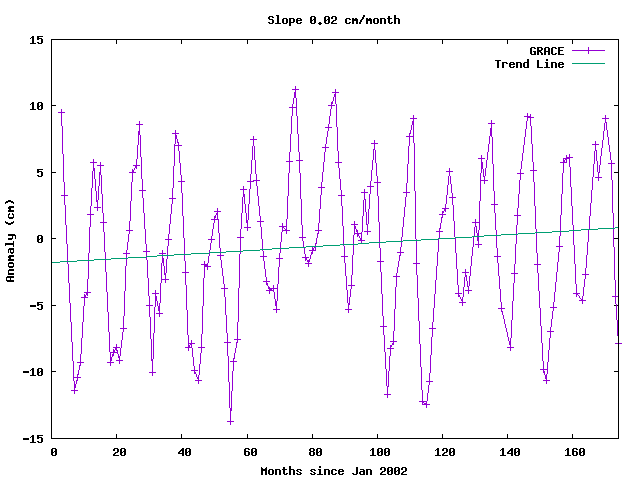 Slope 0.02 cm/month
15
10
5
0
-5
-10
-15
Anomaly (cm)
GRACE
Trend Line
0 20 40 60 80 100 120 140 160
Months since Jan 2002